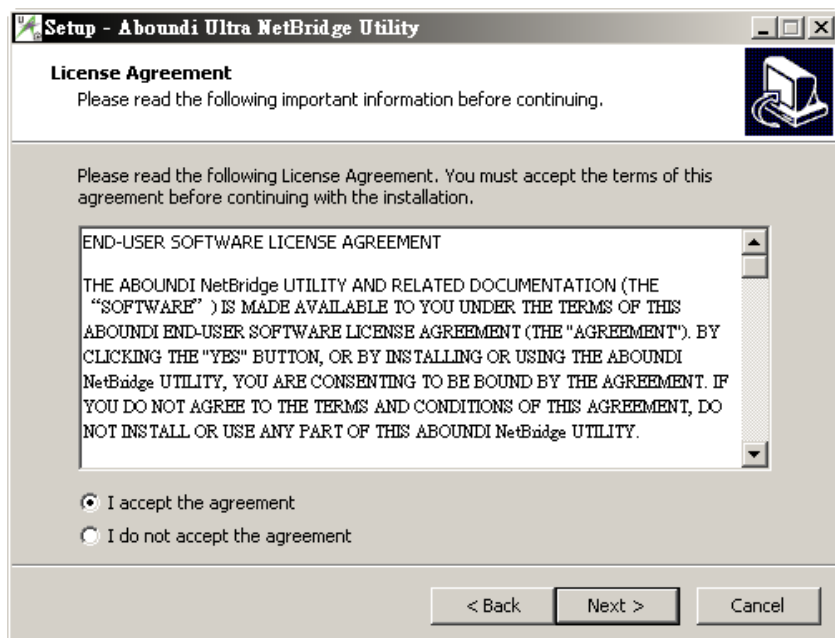 Setup - Aboundi Ultra NetBridge Utility
License Agreement
Please read the following important information before continuing.
Please read the following License Agreement. You must accept the terms of this
agreement before continuing with the installation.
END-USER SOFTWARE LICENSE AGREEMENT
THE ABOUNDI NetBridge UTILITY AND RELATED DOCUMENTATION (THE
“SOFTWARE” ) IS MADE AVAILABLE TO YOU UNDER THE TERMS OF THIS
ABOUNDI END-USER SOFTWARE LICENSE AGREEMENT (THE "AGREEMENT"). BY
CLICKING THE "YES" BUTTON, OR BY INSTALLING OR USING THE ABOUNDI
NetBridge UTILITY, YOU ARE CONSENTING TO BE BOUND BY THE AGREEMENT. IF
YOU DO NOT AGREE TO THE TERMS AND CONDITIONS OF THIS AGREEMENT, DO
NOT INSTALL OR USE ANY PART OF THIS ABOUNDI NetBridge UTILITY.
I accept the agreement
I do not accept the agreement
< Back Next > Cancel